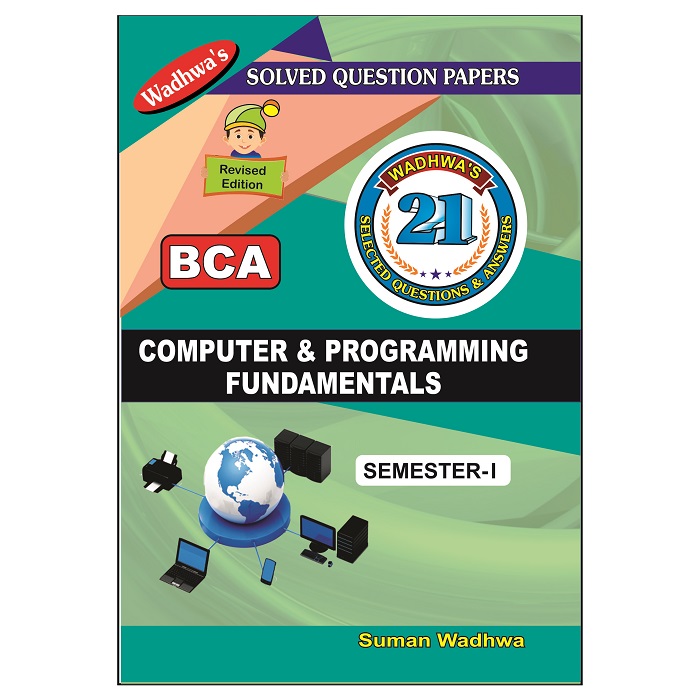 Wadhwa's
SOLVED QUESTION PAPERS
Revised
Edition
WADHWA'S
21
SELECTED QUESTIONS & ANSWERS
BCA
COMPUTER & PROGRAMMING
FUNDAMENTALS
SEMESTER-I
Suman Wadhwa